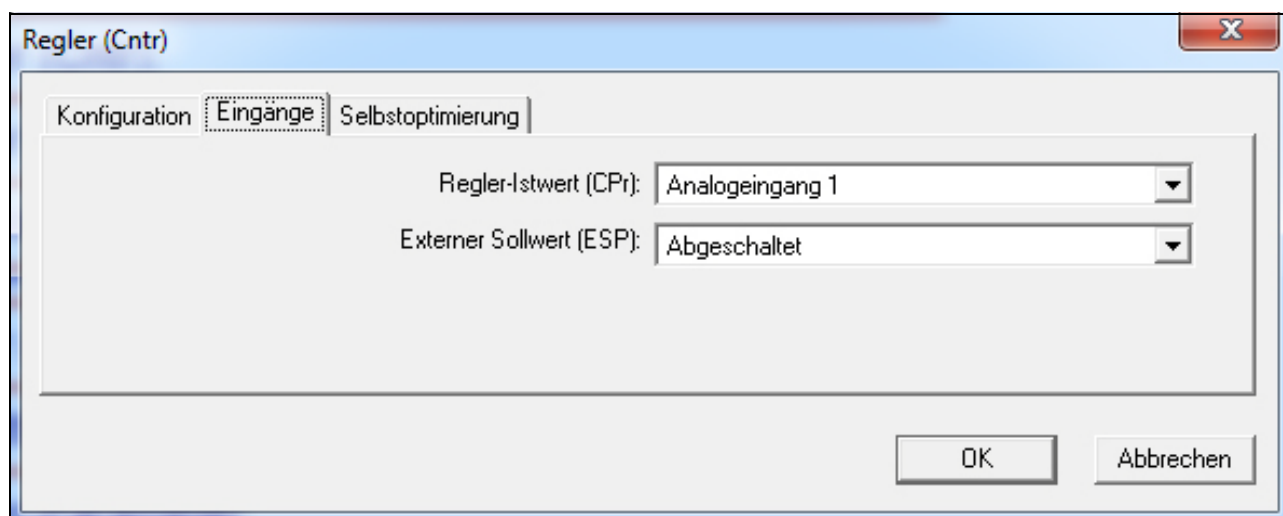 Regler (Cntr)
Konfiguration Eingänge Selbstoptimierung
Regler-Istwert (CPr): Analogeingang 1
Externer Sollwert (ESP): Abgeschaltet
OK Abbrechen